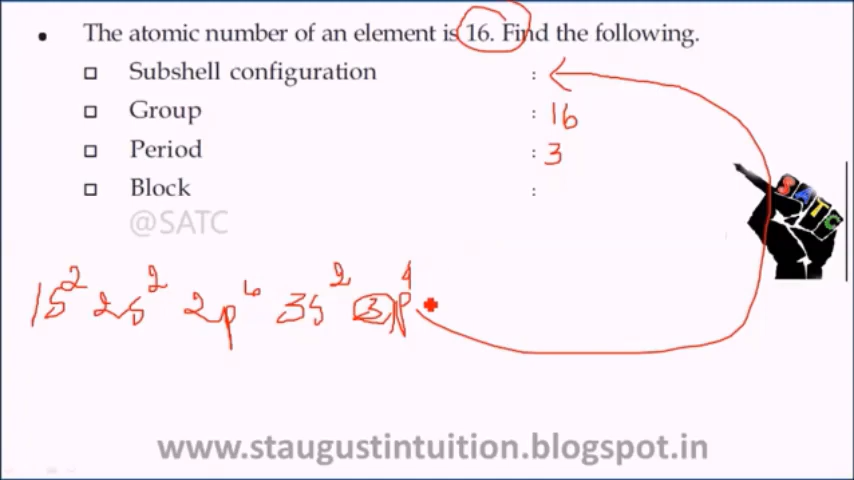 • The atomic number of an element is 16. Find the following.
□ Subshell configuration :
□ Group : 16
□ Period : 3
□ Block :
@SATC
SATC
1s² 2s² 2p⁶ 3s² 3p⁴
www.staugustintuition.blogspot.in